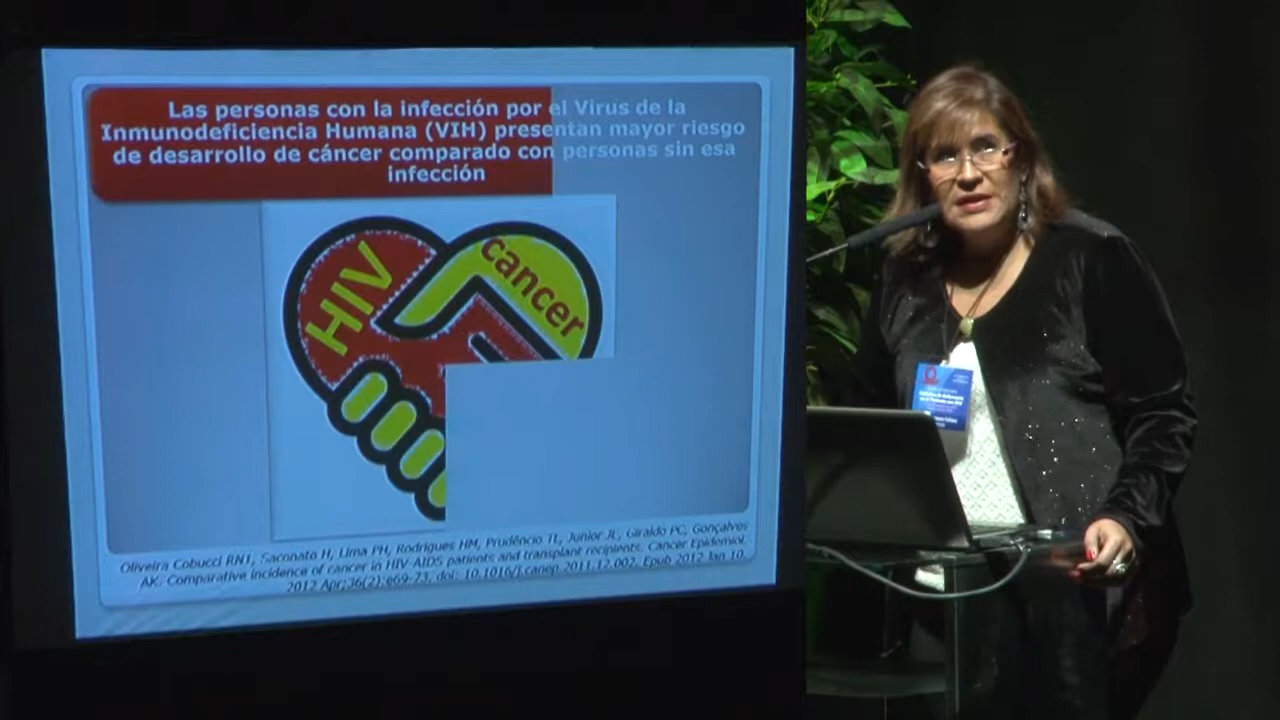 Las personas con la infección por el Virus de la
Inmunodeficiencia Humana (VIH) presentan mayor riesgo
de desarrollo de cáncer comparado con personas sin esa
infección
HIV
cancer
Oliveira Cobucci RN1, Saconato H, Lima PH, Rodrigues HM, Prudêncio TL, Junior JE, Giraldo PC, Gonçalves
AK. Comparative incidence of cancer in HIV-AIDS patients and transplant recipients. Cancer Epidemiol.
2012 Apr;36(2):e69-73. doi: 10.1016/j.canep.2011.12.002. Epub 2012 Jan 10.